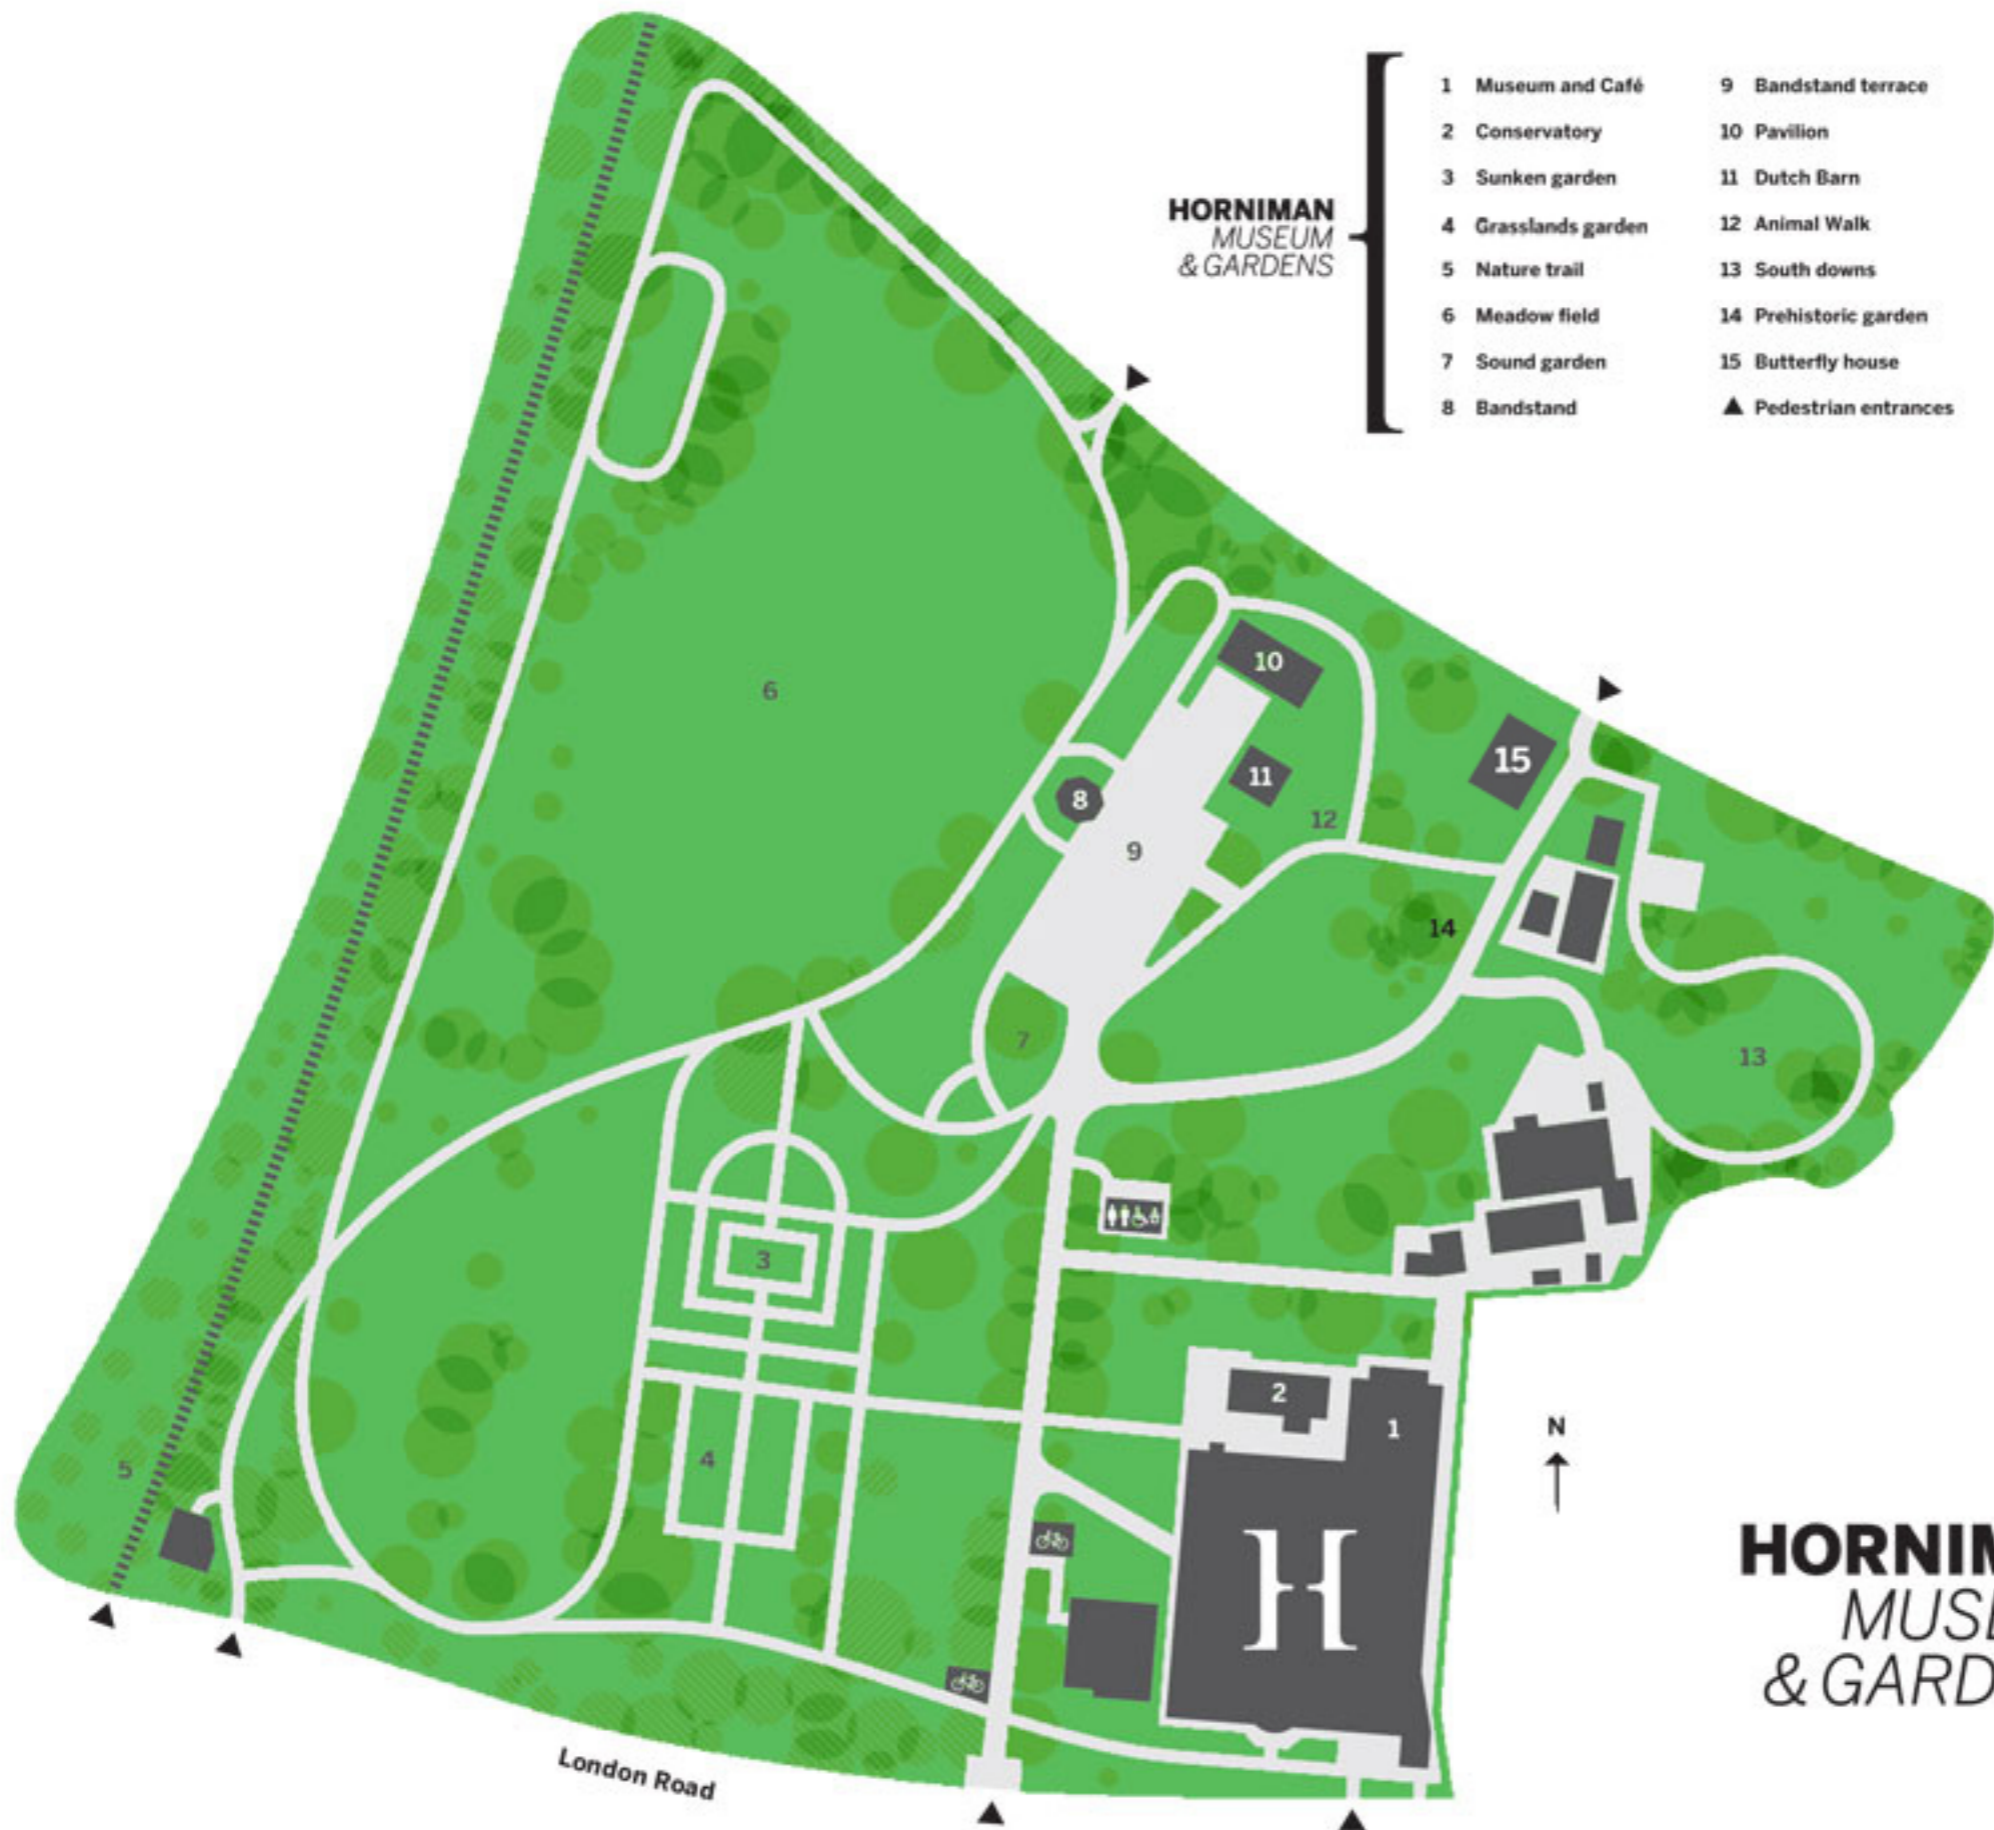 HORNIMAN
MUSEUM
& GARDENS
1 Museum and Café
2 Conservatory
3 Sunken garden
4 Grasslands garden
5 Nature trail
6 Meadow field
7 Sound garden
8 Bandstand
9 Bandstand terrace
10 Pavilion
11 Dutch Barn
12 Animal Walk
13 South downs
14 Prehistoric garden
15 Butterfly house
▲ Pedestrian entrances
10
6
15
11
8
12
9
14
7
13
3
2
1
N
4
5
H
HORNIM
MUSE
& GARD
London Road